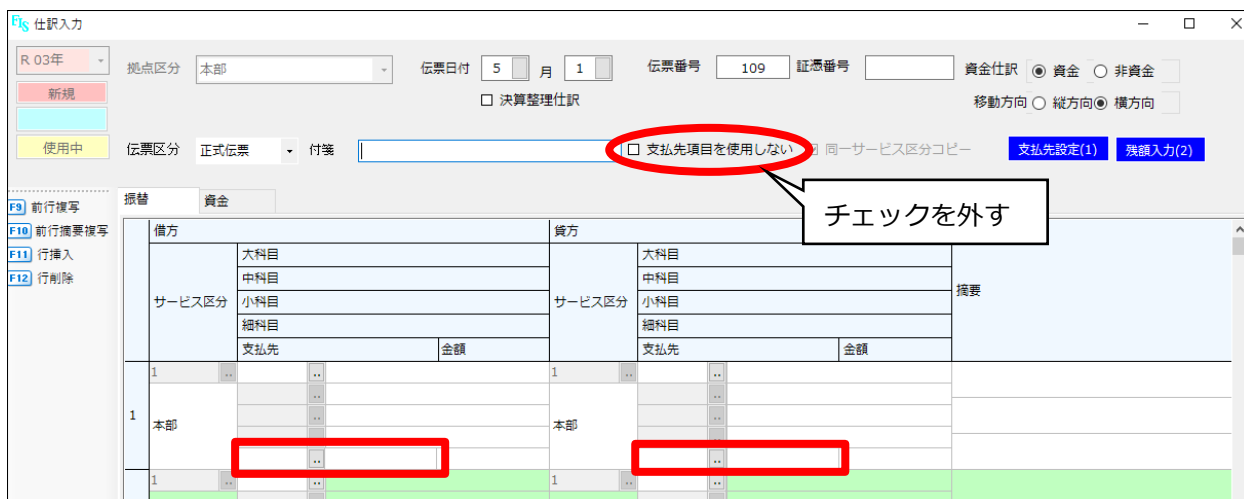 FIS 仕訳入力
R 03年
新規
使用中
拠点区分 本部 伝票日付 5 月 1 伝票番号 109 証憑番号 資金仕訳 資金 非資金
決算整理仕訳 移動方向 縦方向 横方向
伝票区分 正式伝票 付箋 支払先項目を使用しない 同一サービス区分コピー 支払先設定(1) 残額入力(2)
チェックを外す
F9 前行複写
F10 前行摘要複写
F11 行挿入
F12 行削除
振替 資金
借方 貸方
サービス区分 大科目 サービス区分 大科目 摘要
中科目 中科目
小科目 小科目
細科目 細科目
支払先 金額 支払先 金額
1 .. .. 1 .. ..
.. ..
1 本部 .. 本部 ..
.. ..
1 .. .. 1 .. ..